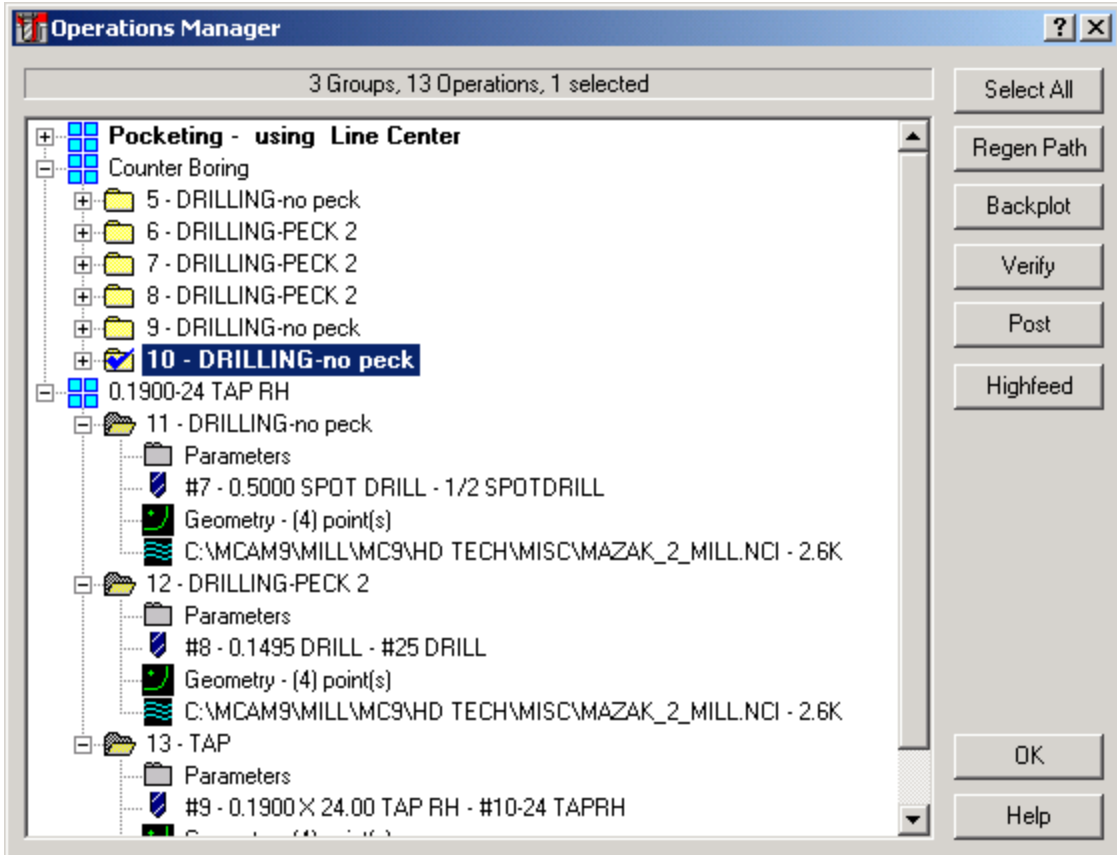 Operations Manager
3 Groups, 13 Operations, 1 selected
Pocketing - using Line Center
Counter Boring
5 - DRILLING-no peck
6 - DRILLING-PECK 2
7 - DRILLING-PECK 2
8 - DRILLING-PECK 2
9 - DRILLING-no peck
10 - DRILLING-no peck
0.1900-24 TAP RH
11 - DRILLING-no peck
Parameters
#7 - 0.5000 SPOT DRILL - 1/2 SPOTDRILL
Geometry - (4) point(s)
C:\MCAM9\MILL\MC9\HD TECH\MISC\MAZAK_2_MILL.NCI - 2.6K
12 - DRILLING-PECK 2
Parameters
#8 - 0.1495 DRILL - #25 DRILL
Geometry - (4) point(s)
C:\MCAM9\MILL\MC9\HD TECH\MISC\MAZAK_2_MILL.NCI - 2.6K
13 - TAP
Parameters
#9 - 0.1900 X 24.00 TAP RH - #10-24 TAPRH
Select All
Regen Path
Backplot
Verify
Post
Highfeed
OK
Help